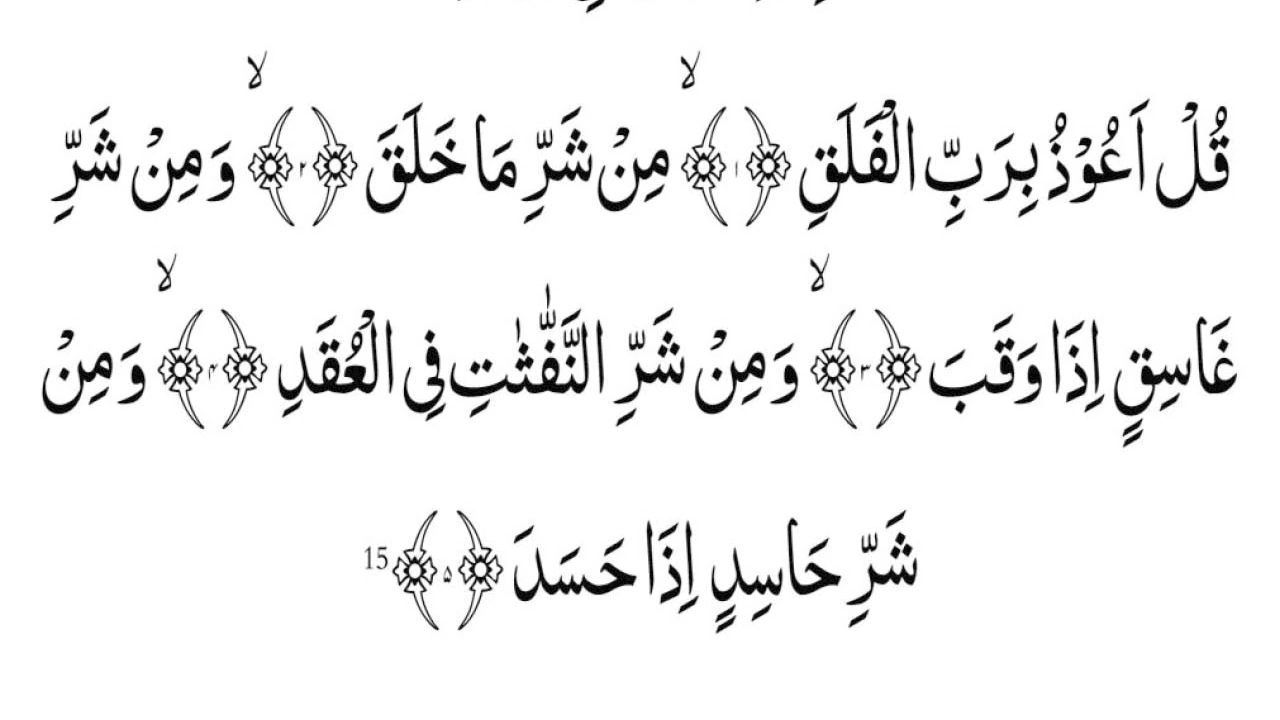 قُلْ اَعُوْذُ بِرَبِّ الْفَلَقِ ﴿۱﴾ۙ مِنْ شَرِّ مَا خَلَقَ ﴿۲﴾ۙ وَ مِنْ شَرِّ
غَاسِقٍ اِذَا وَقَبَ ﴿۳﴾ۙ وَ مِنْ شَرِّ النَّفّٰثٰتِ فِی الْعُقَدِ ﴿۴﴾ۙ وَ مِنْ
شَرِّ حَاسِدٍ اِذَا حَسَدَ ﴿۵﴾ 15